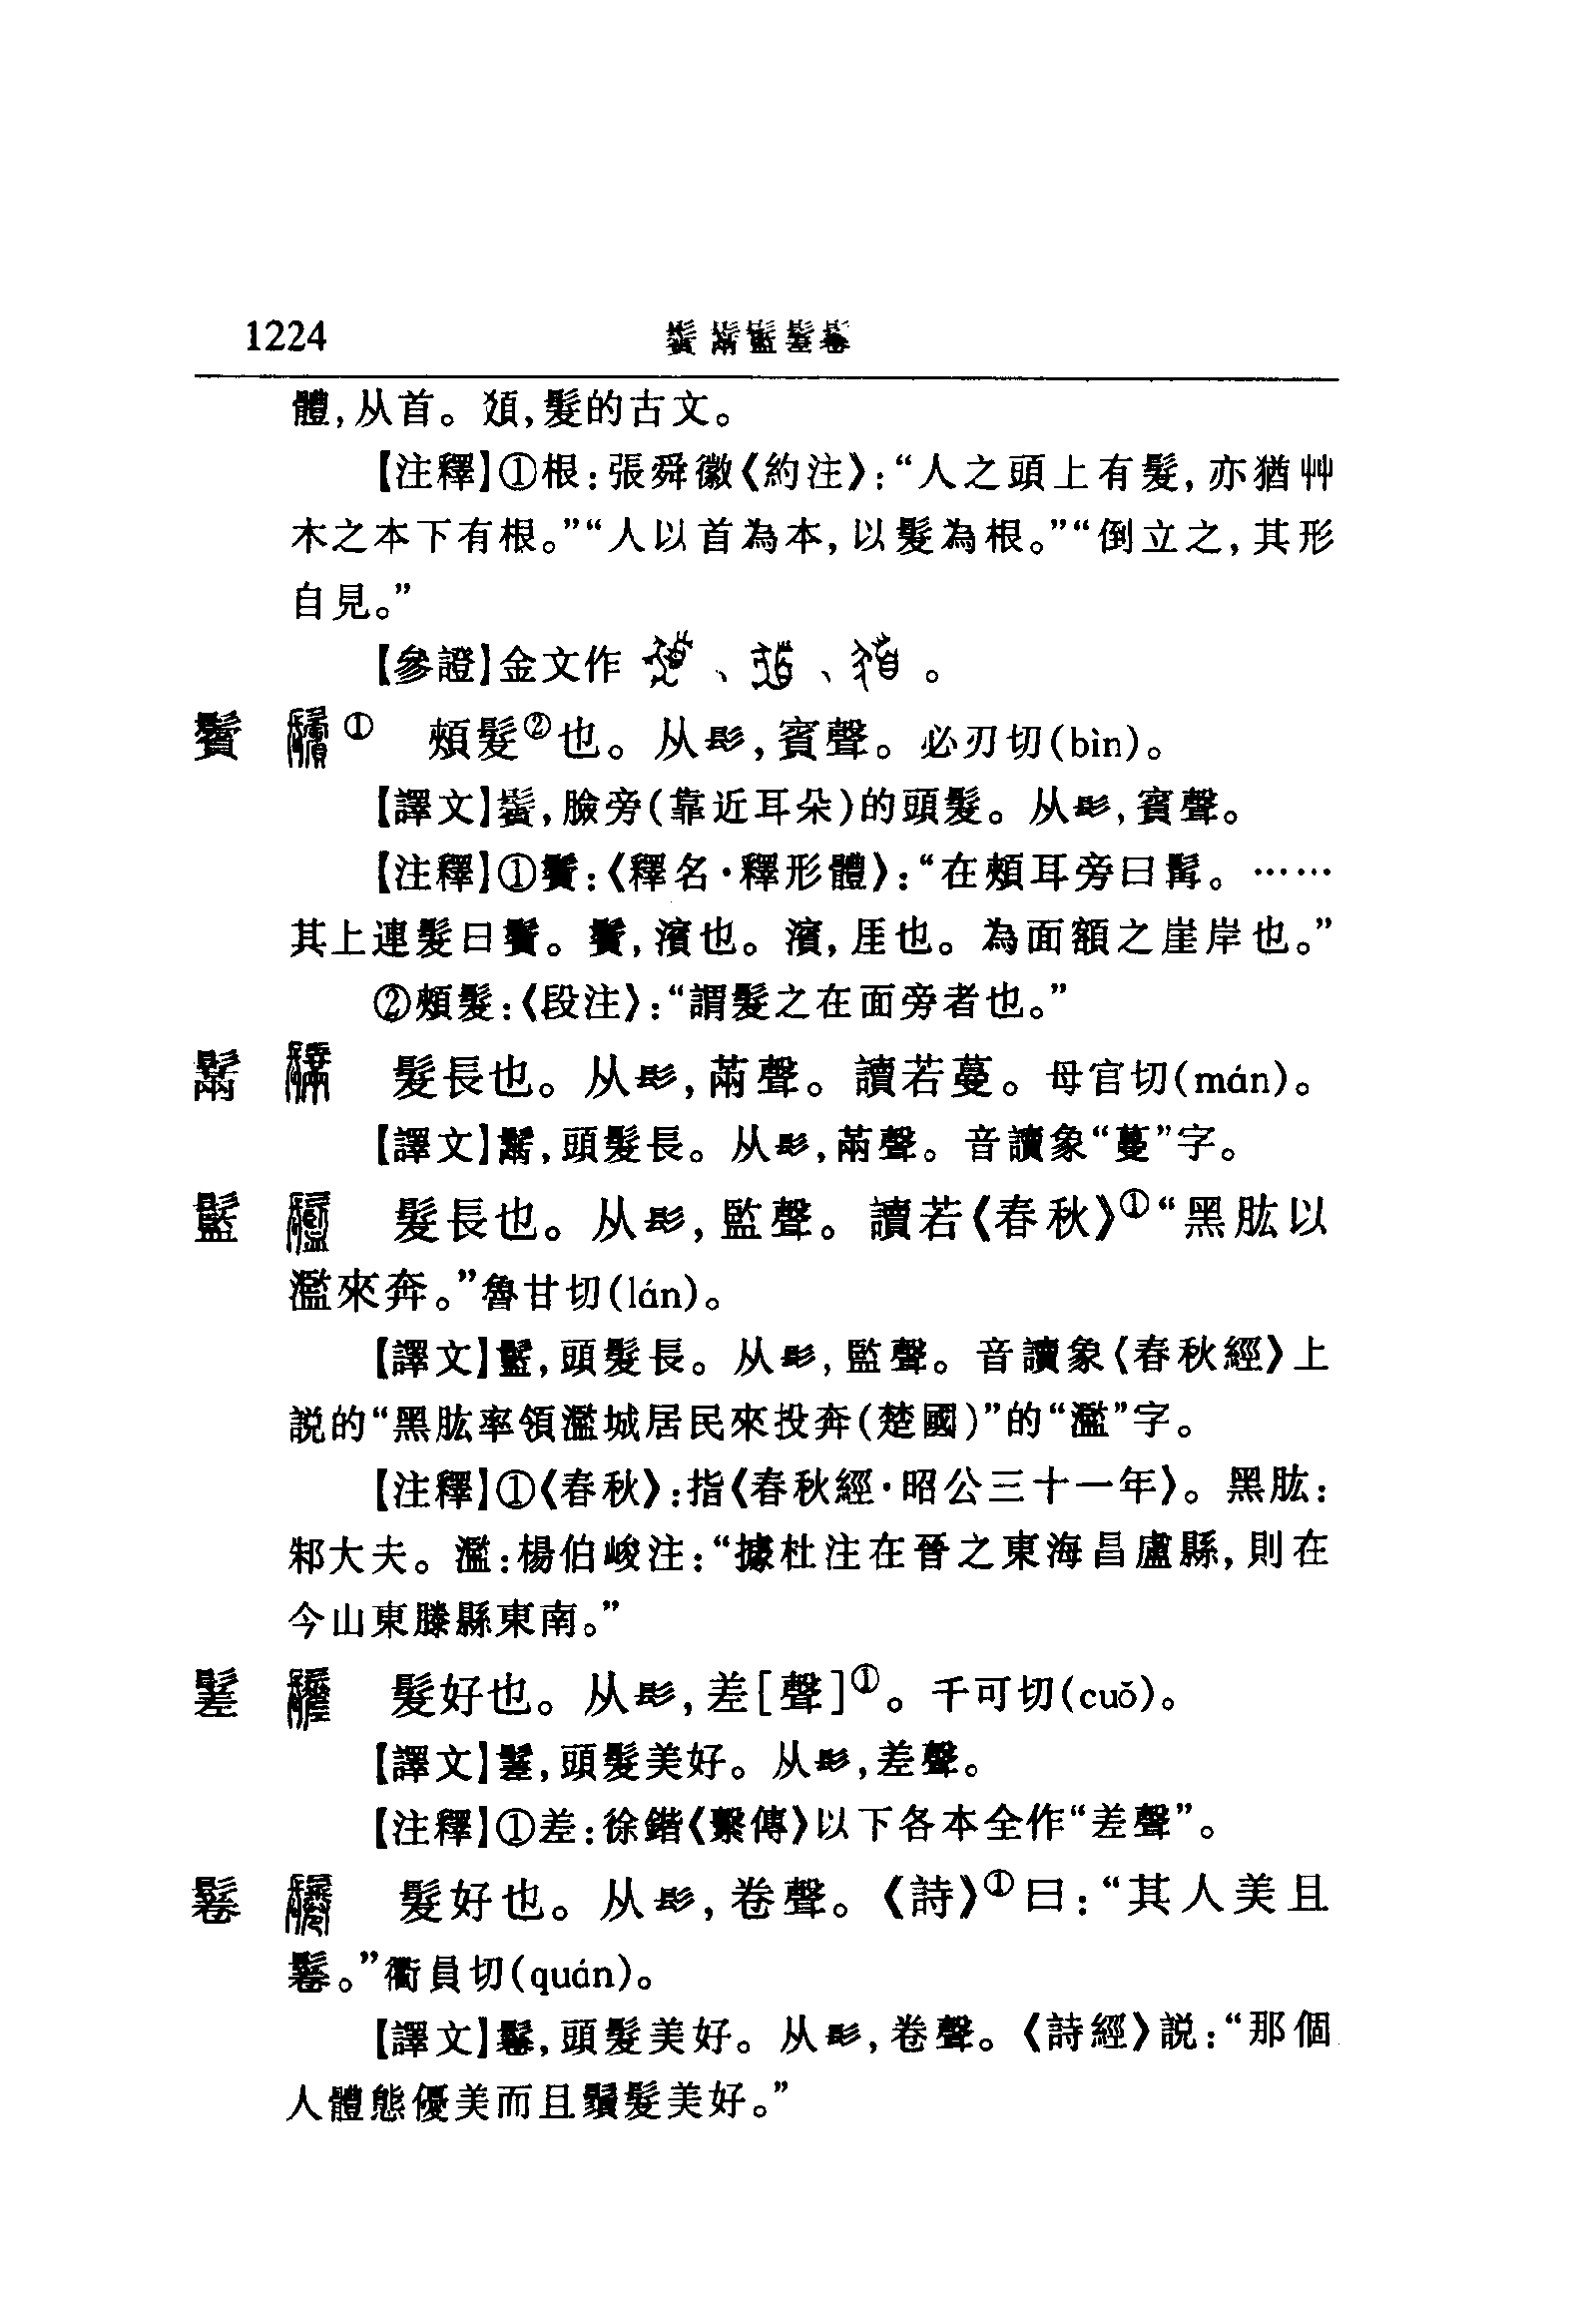 1224 鬢鬗鬛鬛鬈
體,从首。頫,髮的古文。
【注釋】①根:張舜徽《約注》:“人之頭上有髮,亦猶艸
木之本下有根。”“人以首為本,以髮為根。”“倒立之,其形
自見。”
【參證】金文作 、 、 。
鬢 ① 頰髮②也。从髟,賓聲。必刃切(bìn)。
【譯文】鬢,臉旁(靠近耳朵)的頭髮。从髟,賓聲。
【注釋】①鬢:《釋名·釋形體》:“在頰耳旁曰髯。……
其上連髮曰鬢。鬢,濱也。濱,厓也。為面額之崖岸也。”
②頰髮:《段注》:“謂髮之在面旁者也。”
鬗 髮長也。从髟,㒼聲。讀若蔓。母官切(mán)。
【譯文】鬗,頭髮長。从髟,㒼聲。音讀象“蔓”字。
鬛 髮長也。从髟,監聲。讀若《春秋》①“黑肱以
濫來奔。”魯甘切(lán)。
【譯文】鬛,頭髮長。从髟,監聲。音讀象《春秋經》上
説的“黑肱率領濫城居民來投奔(楚國)”的“濫”字。
【注釋】①《春秋》:指《春秋經·昭公三十一年》。黑肱:
邾大夫。濫:楊伯峻注:“據杜注在晉之東海昌盧縣,則在
今山東滕縣東南。”
髮好也。从髟,差[聲]①。千可切(cuǒ)。
【譯文】,頭髮美好。从髟,差聲。
【注釋】①差:徐鍇《繫傳》以下各本全作“差聲”。
鬈 髮好也。从髟,卷聲。《詩》①曰:“其人美且
鬈。”衢員切(quán)。
【譯文】鬈,頭髮美好。从髟,卷聲。《詩經》説:“那個
人體態優美而且鬚髮美好。”